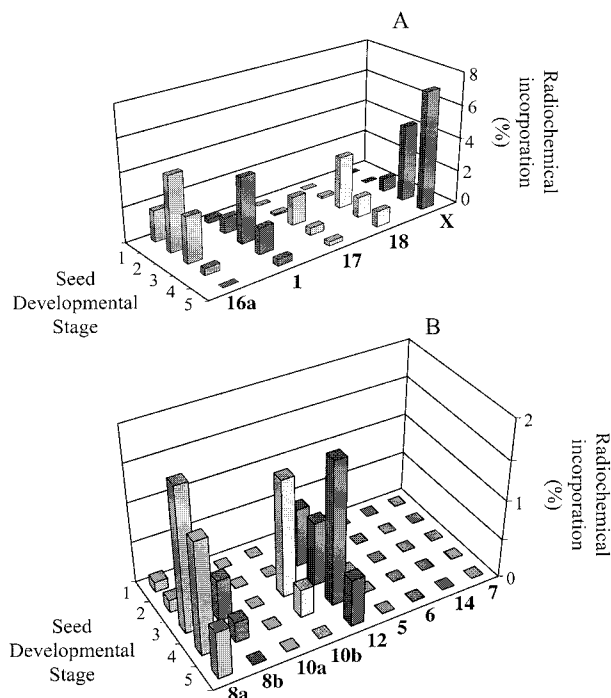 A
8
6
4
2
0
Radiochemical
incorporation
(%)
1
2
3
4
5
Seed
Developmental
Stage
16a
1
17
18
X
B
2
1
0
Radiochemical
incorporation
(%)
1
2
3
4
5
Seed
Developmental
Stage
8a
8b
10a
10b
12
5
6
14
7